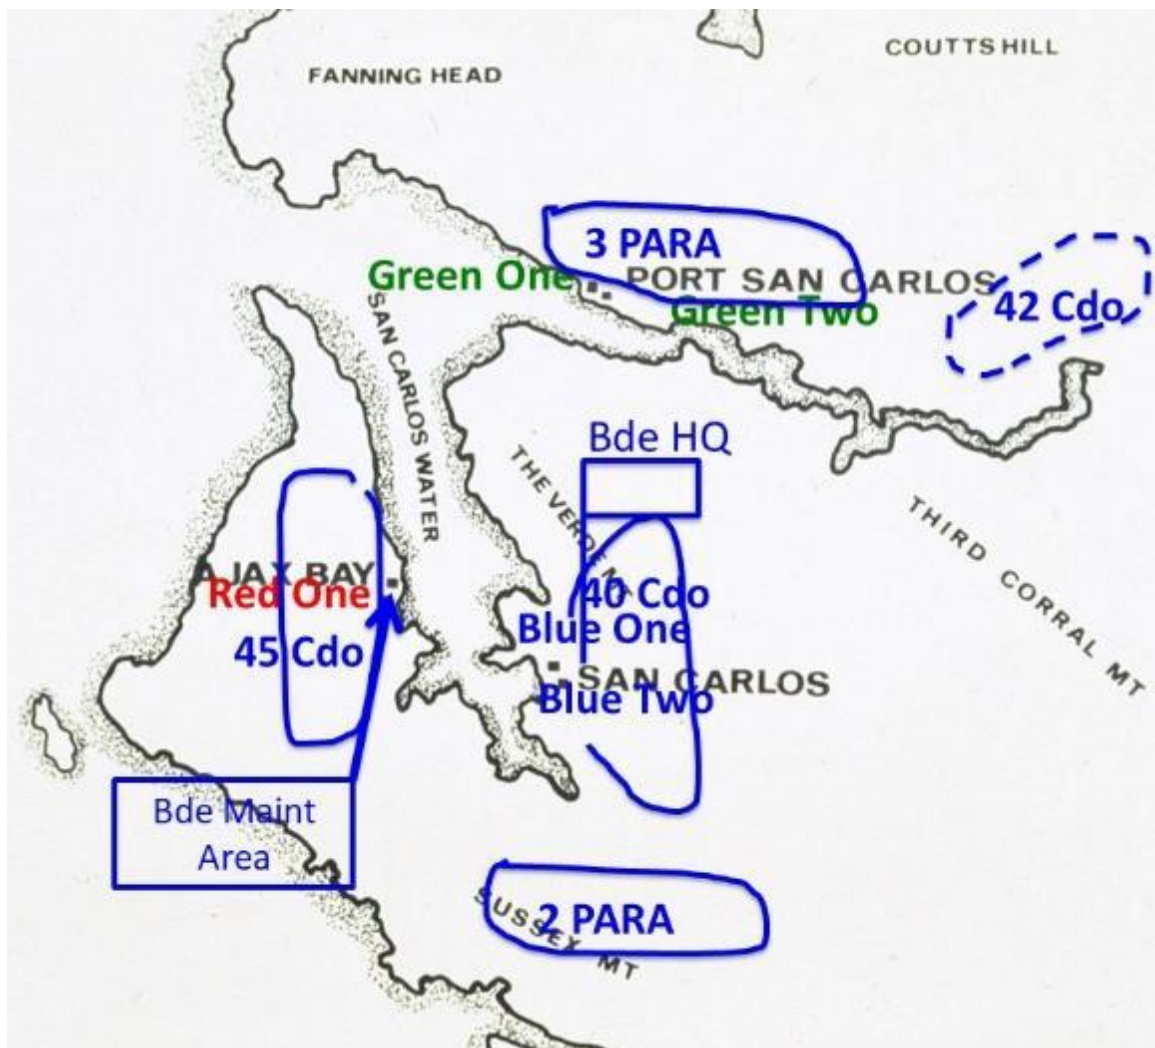 COUTTS HILL
FANNING HEAD
3 PARA
Green One
PORT SAN CARLOS
Green Two
42 Cdo
SAN CARLOS WATER
Bde HQ
THE VERDE MT
THIRD CORRAL MT
AJAX BAY
Red One
40 Cdo
Blue One
45 Cdo
SAN CARLOS
Blue Two
Bde Maint
Area
2 PARA
SUSSEX MT